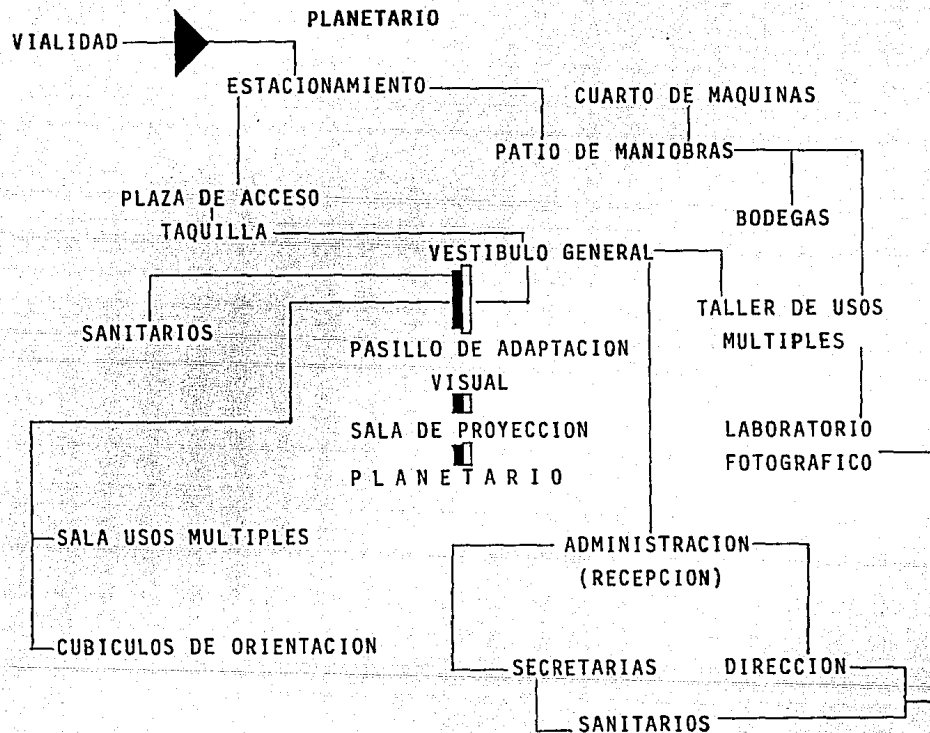 PLANETARIO
VIALIDAD
ESTACIONAMIENTO
CUARTO DE MAQUINAS
PATIO DE MANIOBRAS
PLAZA DE ACCESO
BODEGAS
TAQUILLA
VESTIBULO GENERAL
SANITARIOS
TALLER DE USOS
MULTIPLES
PASILLO DE ADAPTACION
VISUAL
SALA DE PROYECCION
PLANETARIO
LABORATORIO
FOTOGRAFICO
SALA USOS MULTIPLES
ADMINISTRACION
(RECEPCION)
CUBICULOS DE ORIENTACION
SECRETARIAS
DIRECCION
SANITARIOS